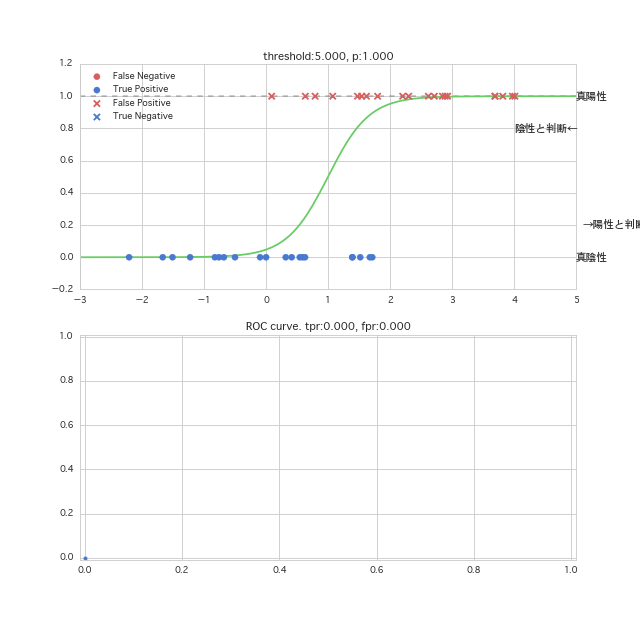 threshold:5.000, p:1.000
1.2
1.0
0.8
0.6
0.4
0.2
0.0
−0.2
False Negative
True Positive
False Positive
True Negative
真陽性
陰性と判断←
→陽性と判断
真陰性
−3 −2 −1 0 1 2 3 4 5
ROC curve. tpr:0.000, fpr:0.000
1.0
0.8
0.6
0.4
0.2
0.0
0.0 0.2 0.4 0.6 0.8 1.0